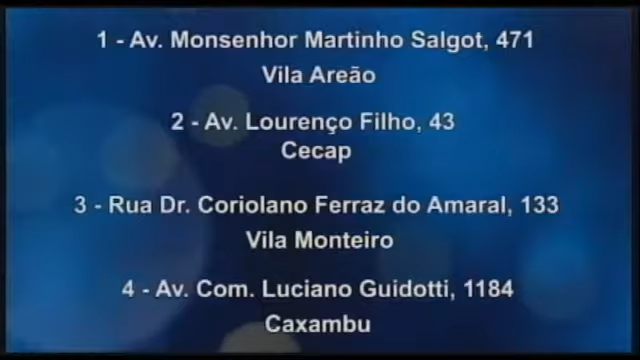 1 - Av. Monsenhor Martinho Salgot, 471
Vila Areão
2 - Av. Lourenço Filho, 43
Cecap
3 - Rua Dr. Coriolano Ferraz do Amaral, 133
Vila Monteiro
4 - Av. Com. Luciano Guidotti, 1184
Caxambu